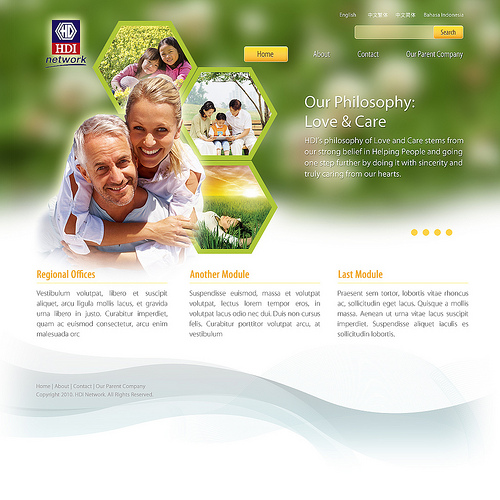 English 中文繁体 中文简体 Bahasa Indonesia
Search
HDI
network
Home About Contact Our Parent Company
Our Philosophy:
Love & Care
HDI's philosophy of Love and Care stems from
our strong belief in Helping People and going
one step further by doing it with sincerity and
truly caring from our hearts.
Regional Offices
Vestibulum volutpat, libero et suscipit
aliquet, arcu ligula mollis lacus, et gravida
urna libero in justo. Curabitur imperdiet,
quam ac euismod consectetur, arcu enim
malesuada orc
Another Module
Suspendisse euismod, massa et volutpat
volutpat, lectus lorem tempor eros, in
volutpat lacus odio nec dui. Duis non cursus
felis. Curabitur porttitor volutpat arcu, at
vestibulum
Last Module
Praesent sem tortor, lobortis vitae rhoncus
ac, sollicitudin eget lacus. Quisque a mollis
massa. Aenean ut urna vitae lacus suscipit
imperdiet. Suspendisse aliquet iaculis es
sollicitudin lobortis.
Home | About | Contact | Our Parent Company
Copyright 2010. HDI Network. All Rights Reserved.